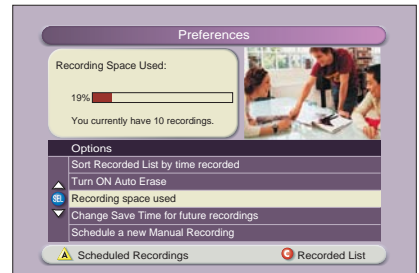 Preferences
Recording Space Used:
19%
You currently have 10 recordings.
Options
Sort Recorded List by time recorded
Turn ON Auto Erase
SEL Recording space used
Change Save Time for future recordings
Schedule a new Manual Recording
A Scheduled Recordings C Recorded List